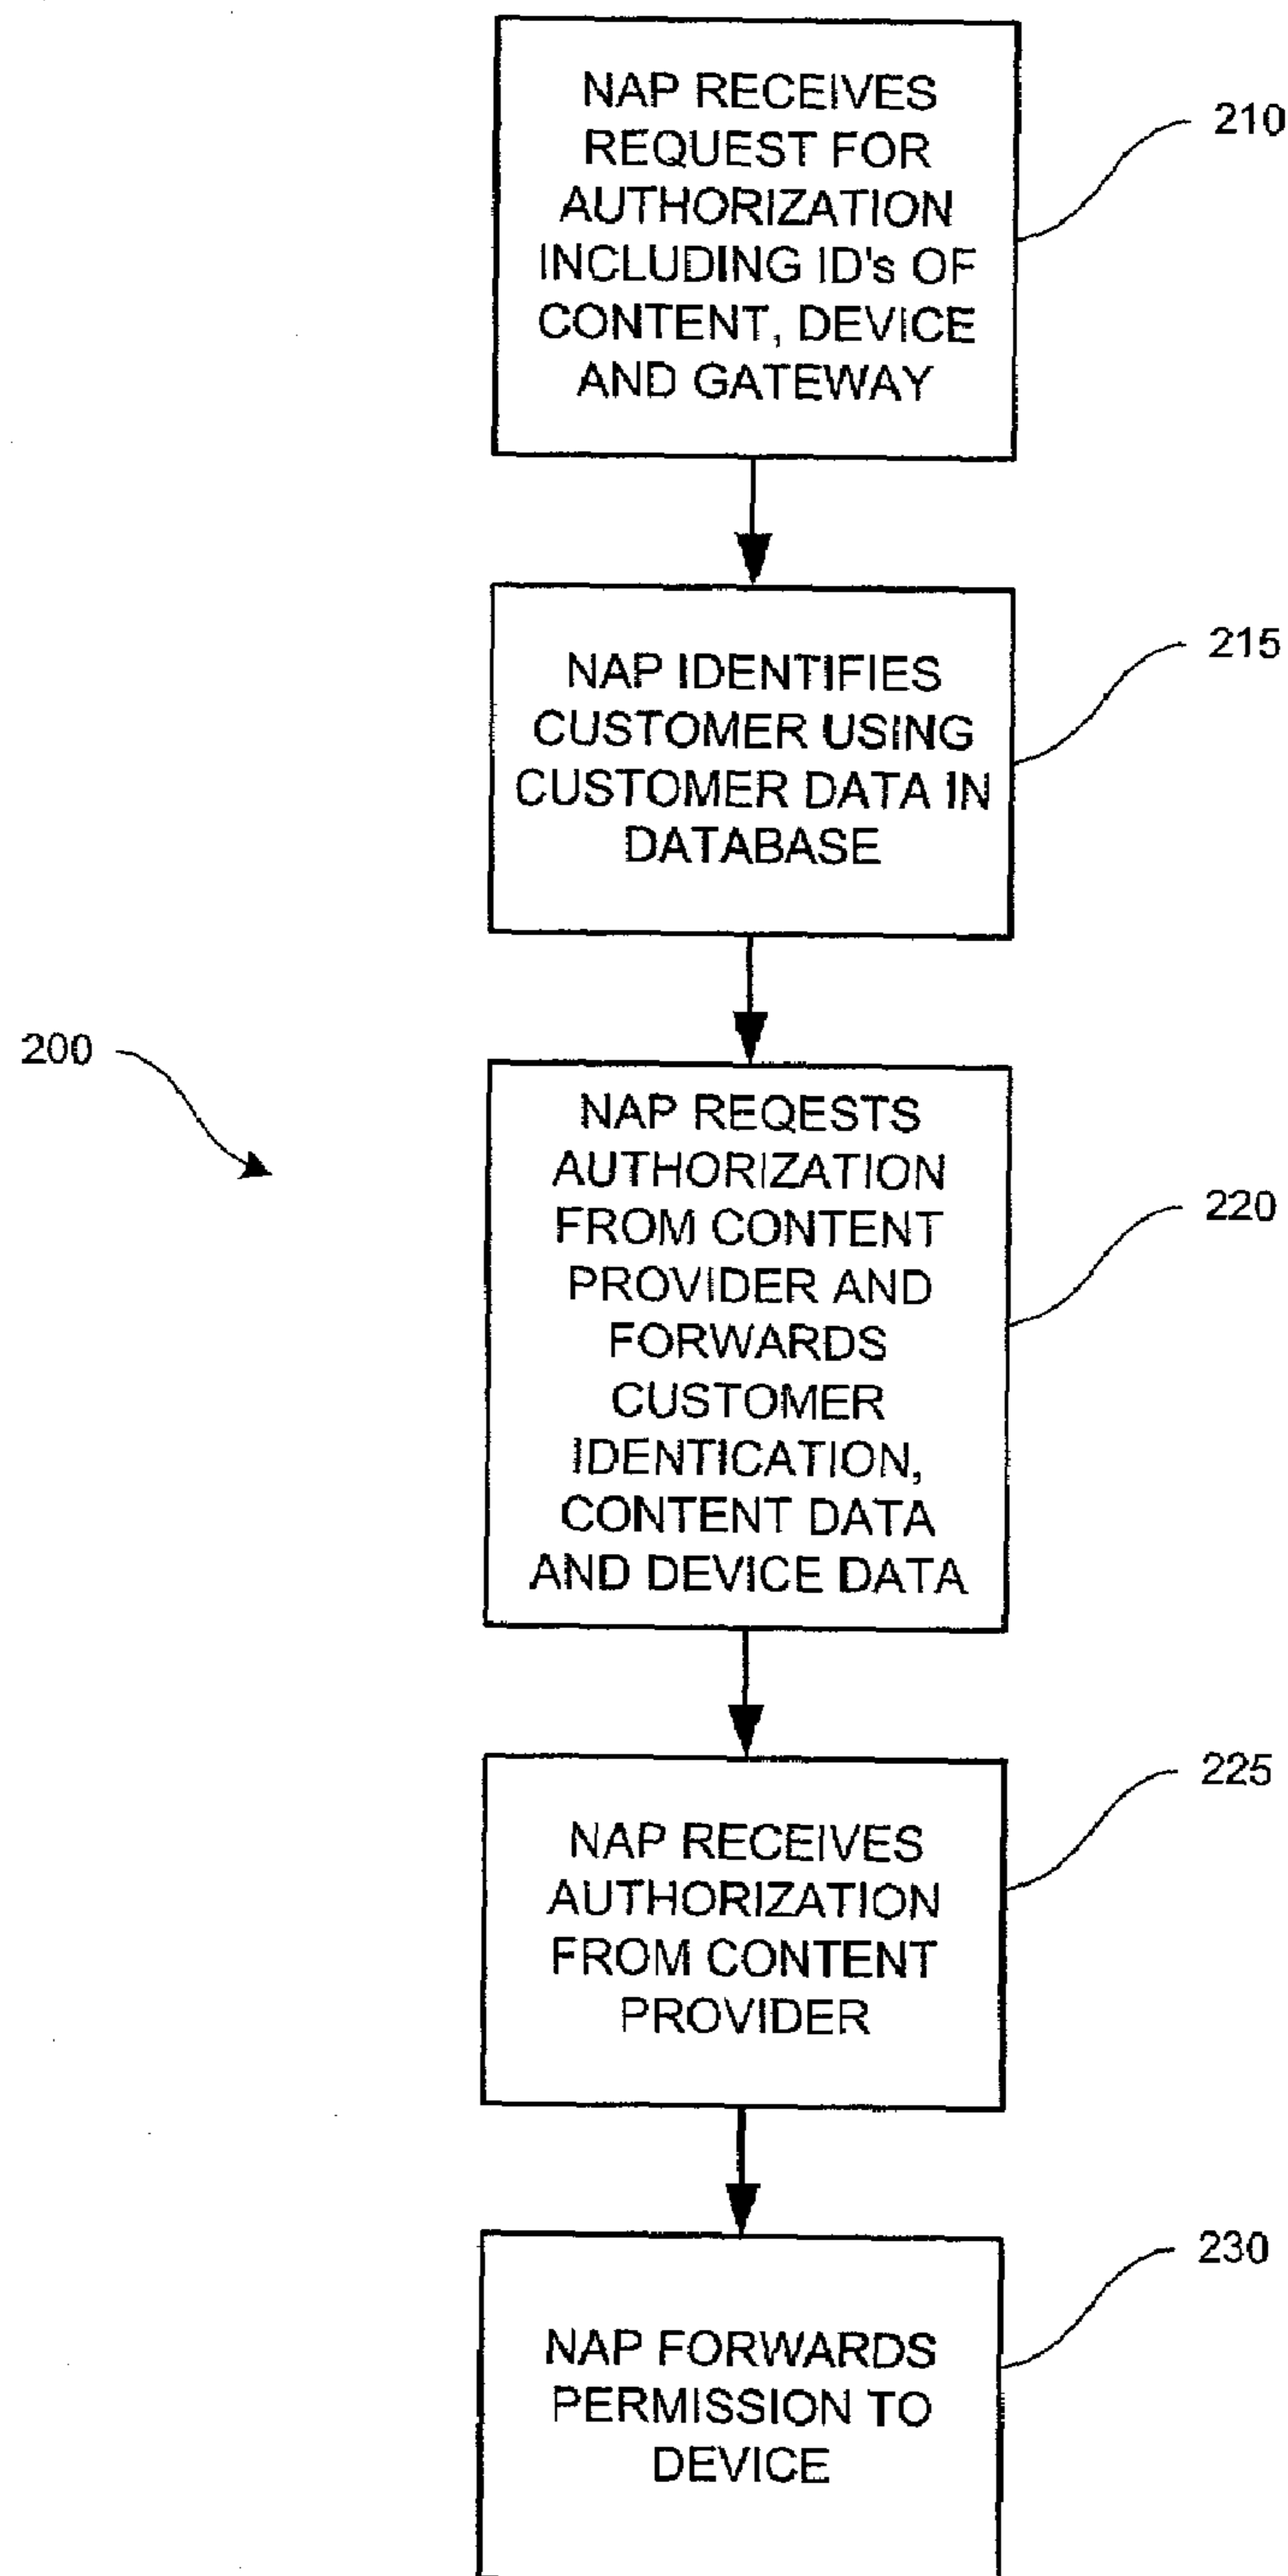 NAP RECEIVES
REQUEST FOR
AUTHORIZATION
INCLUDING ID's OF
CONTENT, DEVICE
AND GATEWAY
210
NAP IDENTIFIES
CUSTOMER USING
CUSTOMER DATA IN
DATABASE
215
200
NAP REQESTS
AUTHORIZATION
FROM CONTENT
PROVIDER AND
FORWARDS
CUSTOMER
IDENTICATION,
CONTENT DATA
AND DEVICE DATA
220
NAP RECEIVES
AUTHORIZATION
FROM CONTENT
PROVIDER
225
NAP FORWARDS
PERMISSION TO
DEVICE
230